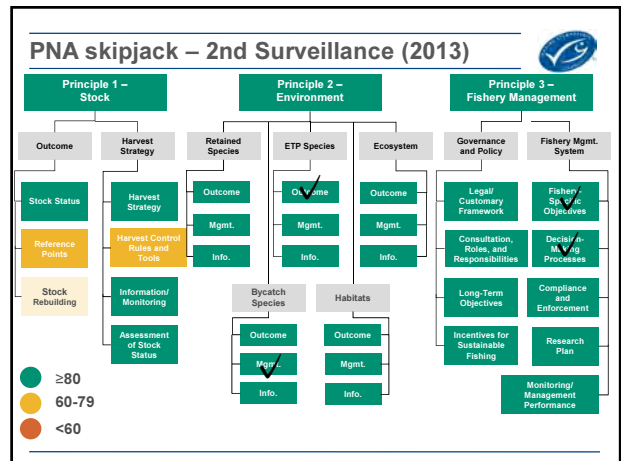 PNA skipjack – 2nd Surveillance (2013)
Principle 1 –
Stock
Principle 2 –
Environment
Principle 3 –
Fishery Management
Outcome
Harvest
Strategy
Retained
Species
ETP Species
Ecosystem
Governance
and Policy
Fishery Mgmt.
System
Stock Status
Reference
Points
Stock
Rebuilding
Harvest
Strategy
Harvest Control
Rules and
Tools
Information/
Monitoring
Assessment
of Stock
Status
Outcome
Mgmt.
Info.
Outcome
Mgmt.
Info.
Outcome
Mgmt.
Info.
Bycatch
Species
Habitats
Outcome
Mgmt.
Info.
Outcome
Mgmt.
Info.
Legal/
Customary
Framework
Consultation,
Roles, and
Responsibilities
Long-Term
Objectives
Incentives for
Sustainable
Fishing
Fishery-
Specific
Objectives
Decision-
Making
Processes
Compliance
and
Enforcement
Research
Plan
Monitoring/
Management
Performance
≥80
60-79
<60